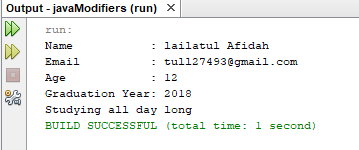 Output - javaModifiers (run)
run:
Name           : lailatul Afidah
Email          : tull27493@gmail.com
Age            : 12
Graduation Year: 2018
Studying all day long
BUILD SUCCESSFUL (total time: 1 second)